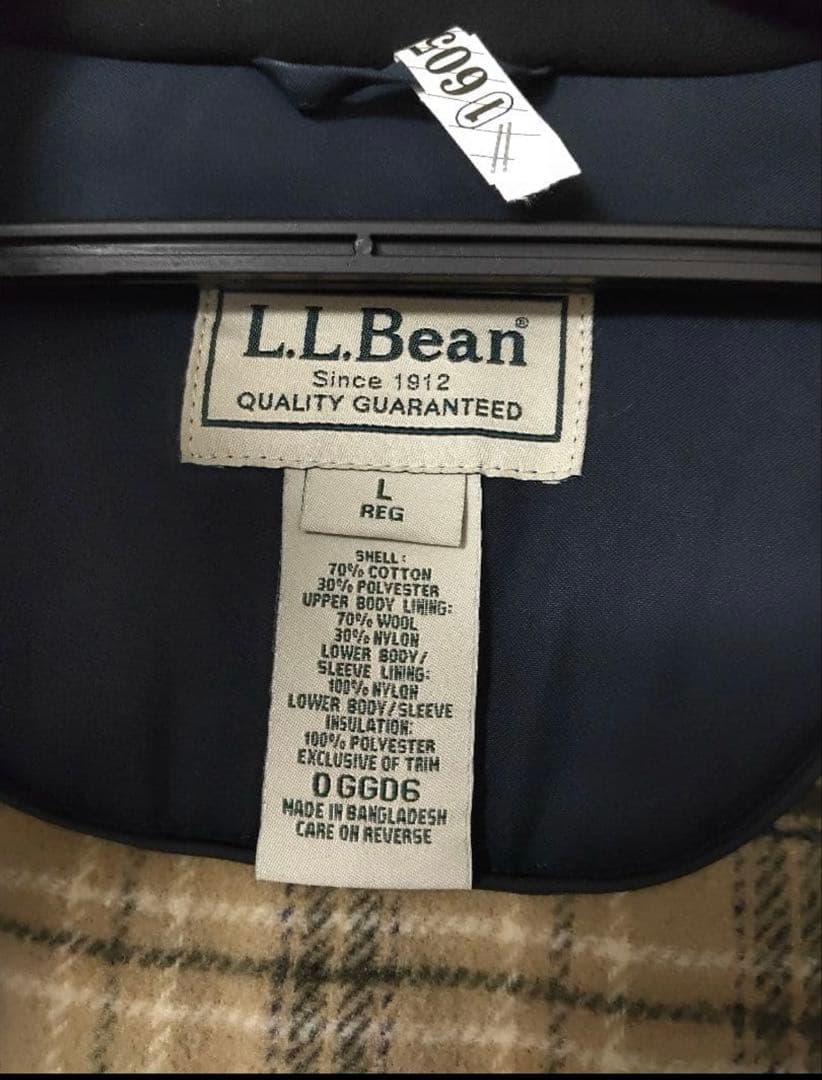 #16605
L.L.Bean®
Since 1912
QUALITY GUARANTEED
L
REG
SHELL:
70% COTTON
30% POLYESTER
UPPER BODY LINING:
70% WOOL
30% NYLON
LOWER BODY/
SLEEVE LINING:
100% NYLON
LOWER BODY/SLEEVE
INSULATION:
100% POLYESTER
EXCLUSIVE OF TRIM
0GGD6
MADE IN BANGLADESH
CARE ON REVERSE